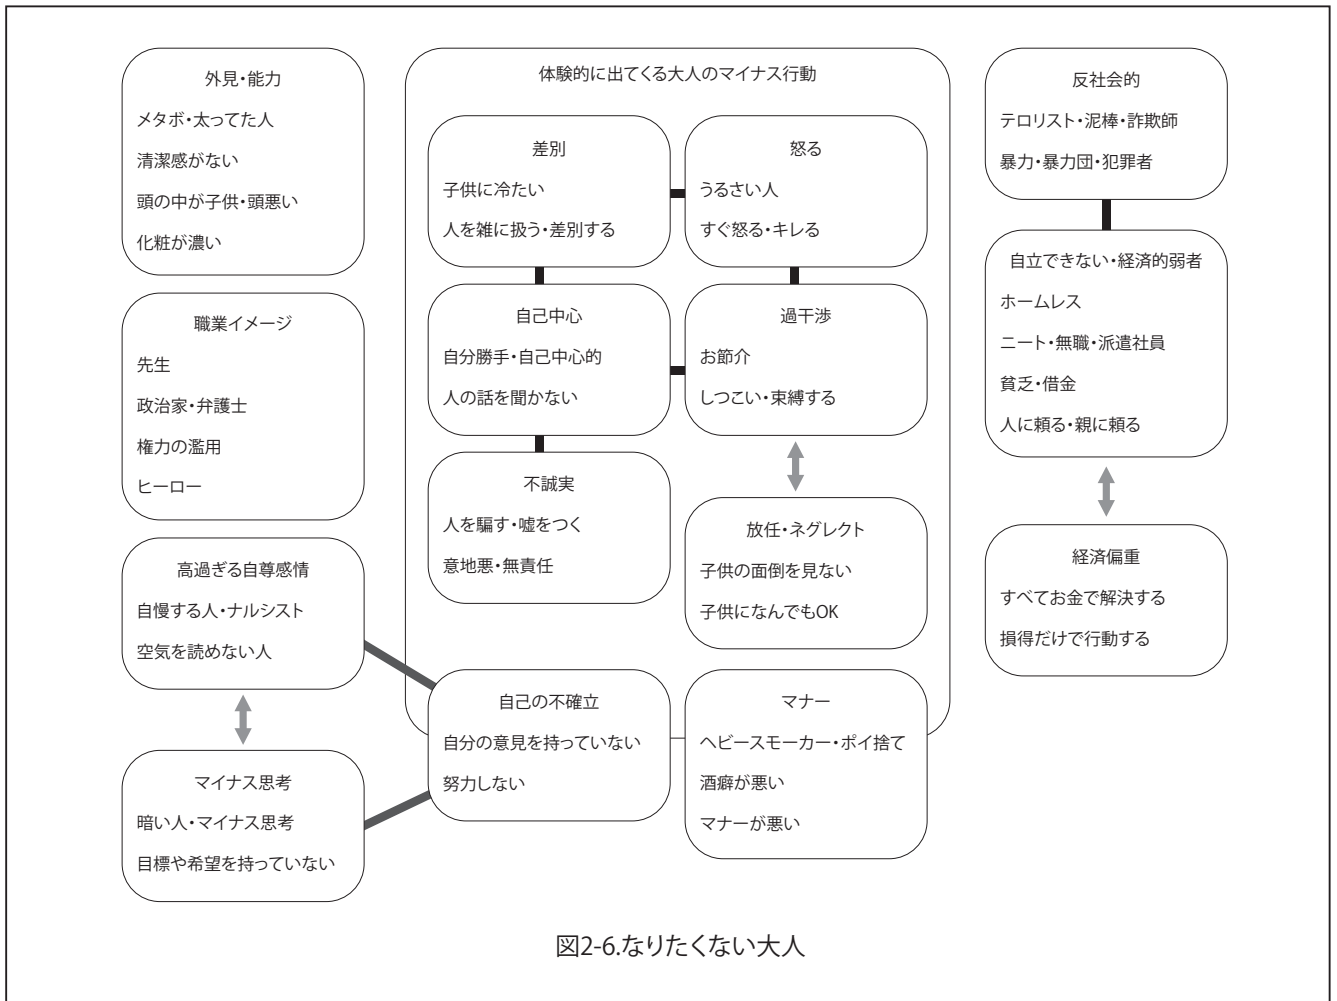 外見・能力
メタボ・太ってた人
清潔感がない
頭の中が子供・頭悪い
化粧が濃い
職業イメージ
先生
政治家・弁護士
権力の濫用
ヒーロー
高過ぎる自尊感情
自慢する人・ナルシスト
空気を読めない人
マイナス思考
暗い人・マイナス思考
目標や希望を持っていない
体験的に出てくる大人のマイナス行動
差別
子供に冷たい
人を雑に扱う・差別する
怒る
うるさい人
すぐ怒る・キレる
自己中心
自分勝手・自己中心的
人の話を聞かない
過干渉
お節介
しつこい・束縛する
不誠実
人を騙す・嘘をつく
意地悪・無責任
放任・ネグレクト
子供の面倒を見ない
子供になんでもOK
自己の不確立
自分の意見を持っていない
努力しない
マナー
ヘビースモーカー・ポイ捨て
酒癖が悪い
マナーが悪い
反社会的
テロリスト・泥棒・詐欺師
暴力・暴力団・犯罪者
自立できない・経済的弱者
ホームレス
ニート・無職・派遣社員
貧乏・借金
人に頼る・親に頼る
経済偏重
すべてお金で解決する
損得だけで行動する
図2-6.なりたくない大人